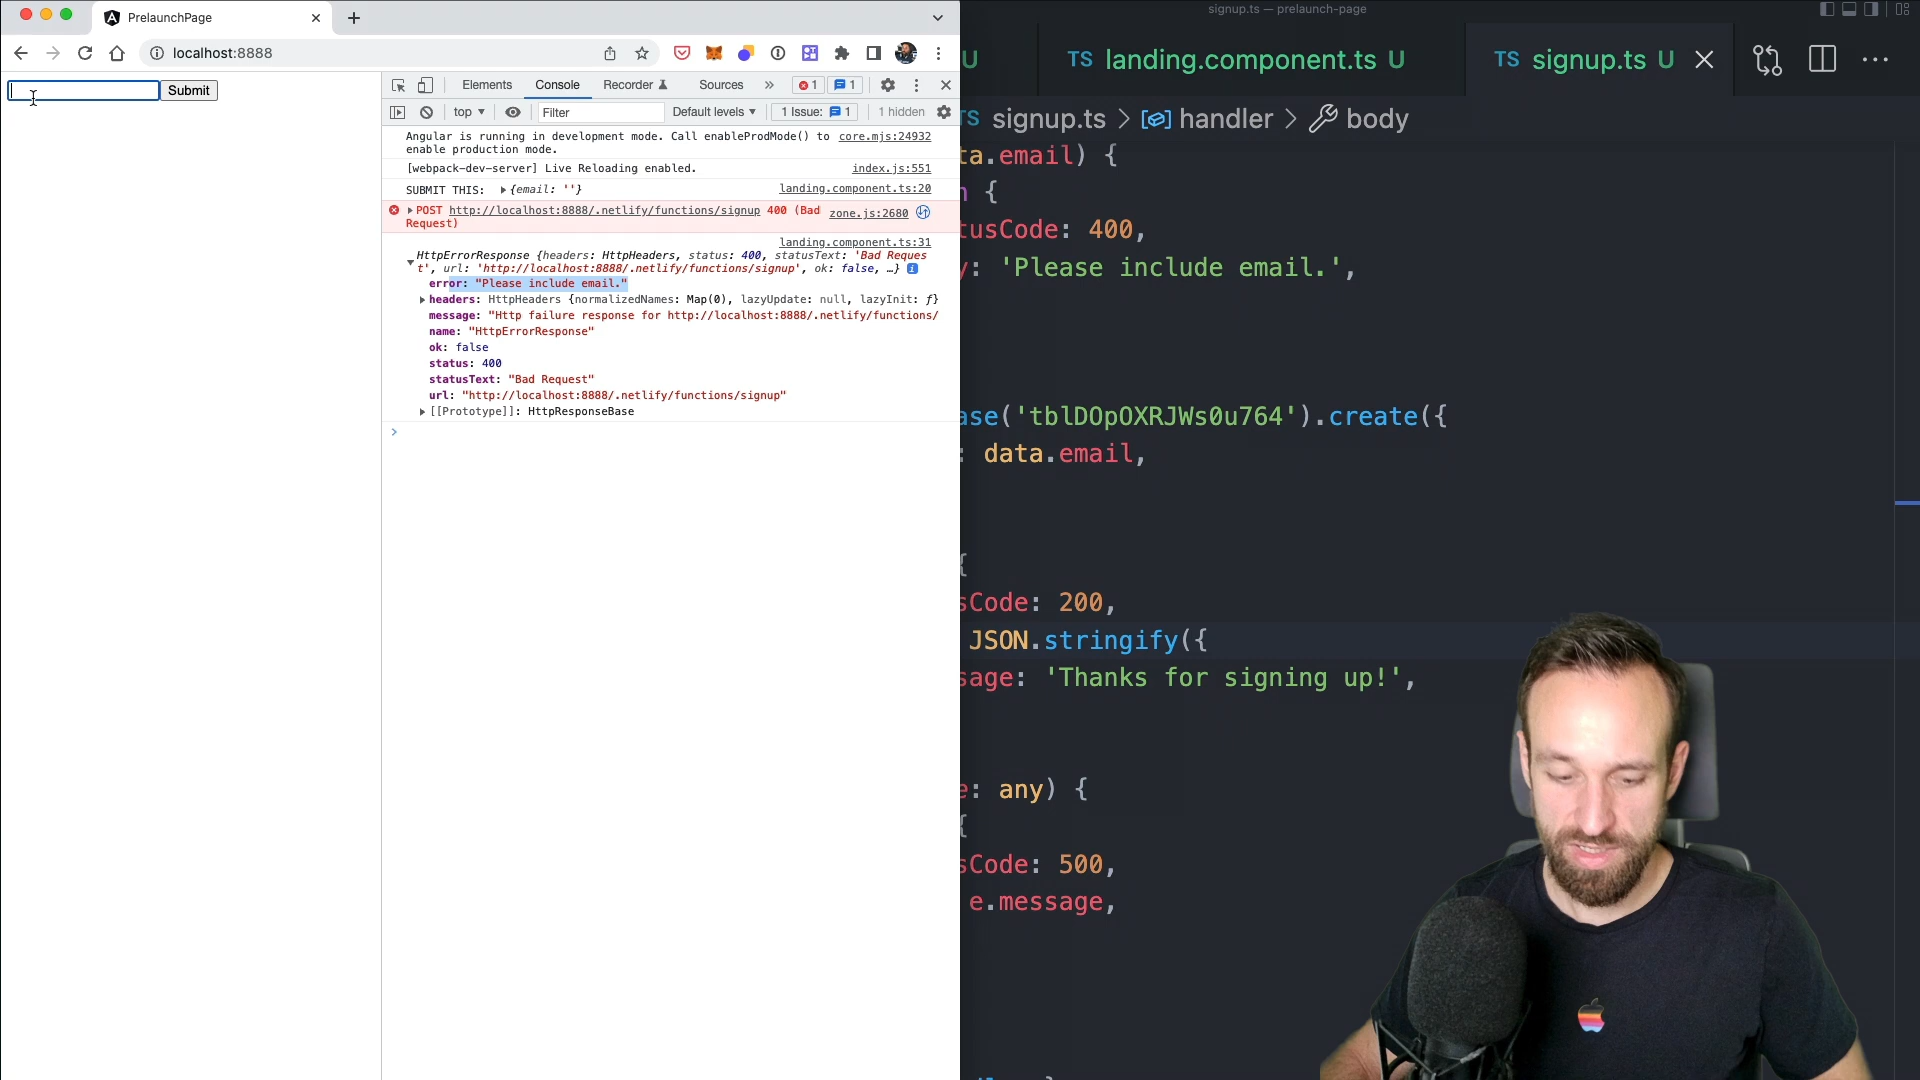 PrelaunchPage
localhost:8888
Submit
Elements Console Recorder Sources » 1 1
top Filter Default levels 1 Issue: 1 1 hidden
Angular is running in development mode. Call enableProdMode() to core.mjs:24932
enable production mode.
[webpack-dev-server] Live Reloading enabled. index.js:551
SUBMIT THIS: {email: ''} landing.component.ts:20
POST http://localhost:8888/.netlify/functions/signup 400 (Bad zone.js:2680
Request)
landing.component.ts:31
HttpErrorResponse {headers: HttpHeaders, status: 400, statusText: 'Bad Reques
t', url: 'http://localhost:8888/.netlify/functions/signup', ok: false, …}
error: "Please include email."
headers: HttpHeaders {normalizedNames: Map(0), lazyUpdate: null, lazyInit: ƒ}
message: "Http failure response for http://localhost:8888/.netlify/functions/
name: "HttpErrorResponse"
ok: false
status: 400
statusText: "Bad Request"
url: "http://localhost:8888/.netlify/functions/signup"
[[Prototype]]: HttpResponseBase
>
signup.ts — prelaunch-page
U TS landing.component.ts U TS signup.ts U
TS signup.ts > handler > body
ta.email) {
n {
tusCode: 400,
y: 'Please include email.',
ase('tblDOpOXRJWs0u764').create({
: data.email,
{
sCode: 200,
JSON.stringify({
sage: 'Thanks for signing up!',
e: any) {
{
sCode: 500,
e.message,